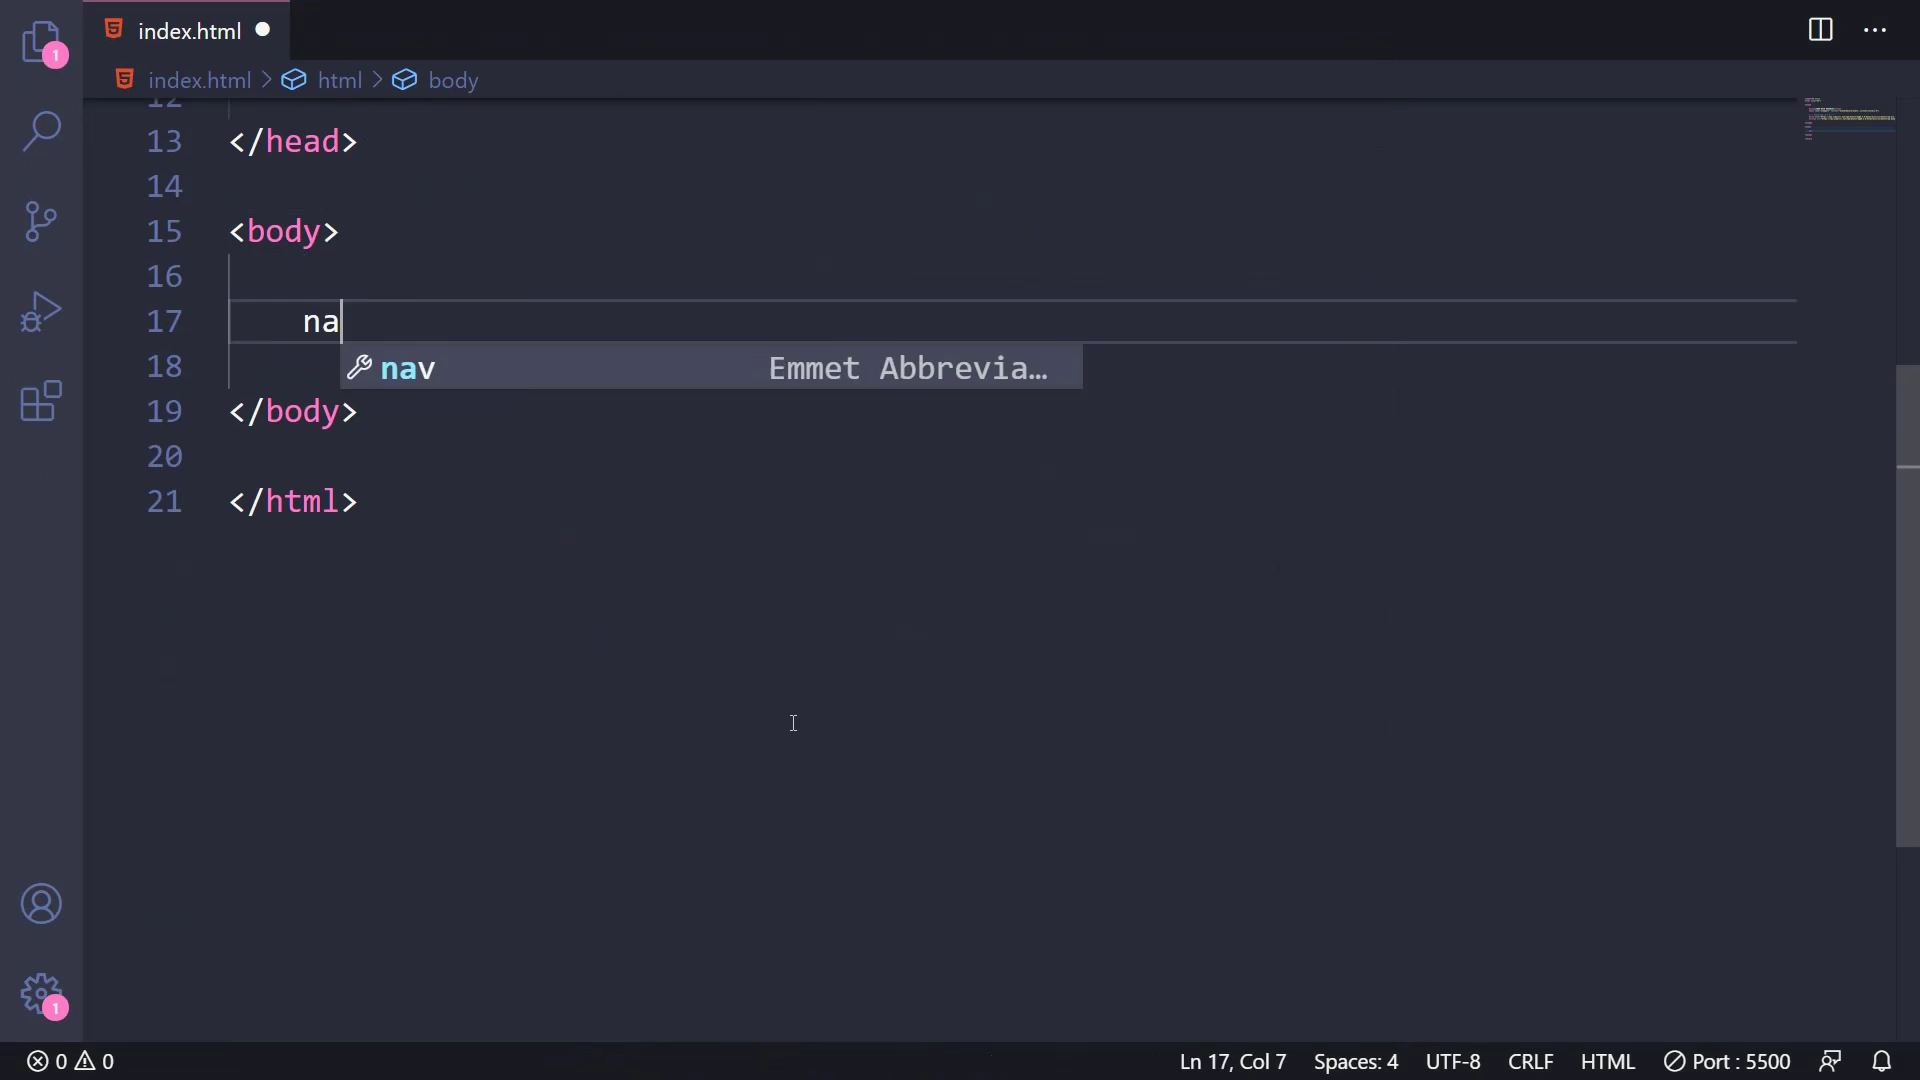 index.html
index.html > html > body
1
12
13 </head>
14
15 <body>
16
17 na
nav Emmet Abbrevia…
18
19 </body>
20
21 </html>
1
0 0 Ln 17, Col 7 Spaces: 4 UTF-8 CRLF HTML Port : 5500